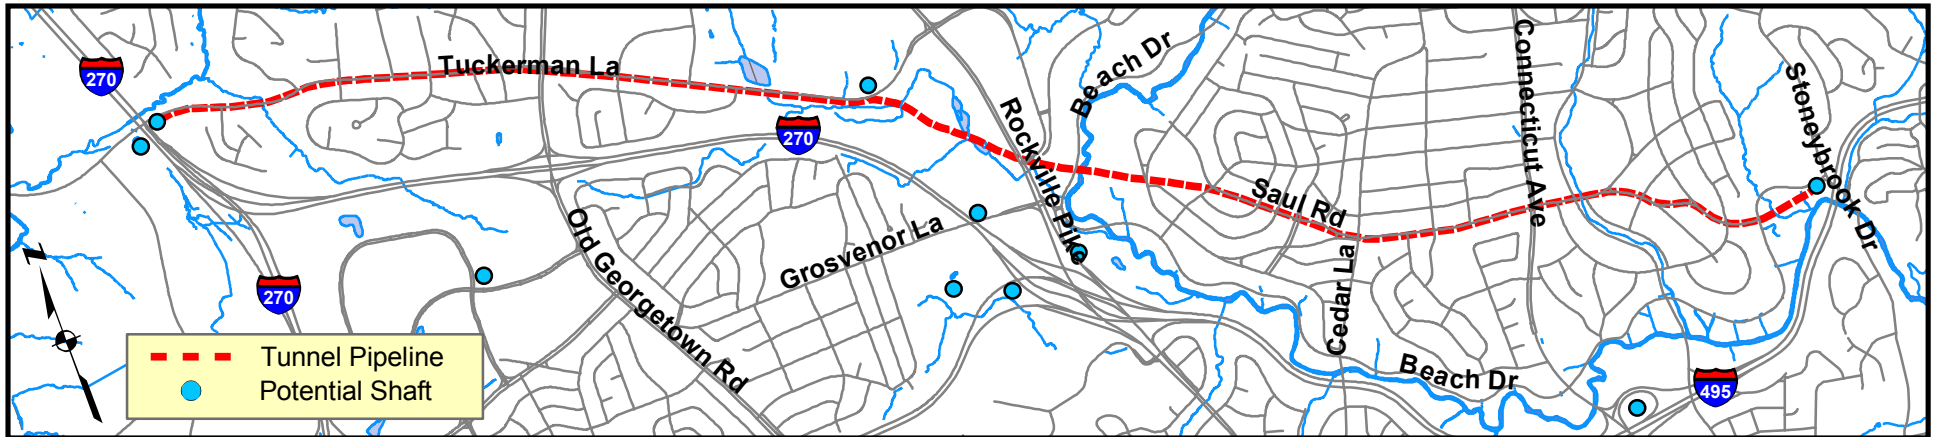 270
Tuckerman La
Beach Dr
Connecticut Ave
Stoneybrook Dr
270
Rockville Pike
Saul Rd
Old Georgetown Rd
Grosvenor La
Cedar La
N
270
Beach Dr
495
Tunnel Pipeline
Potential Shaft